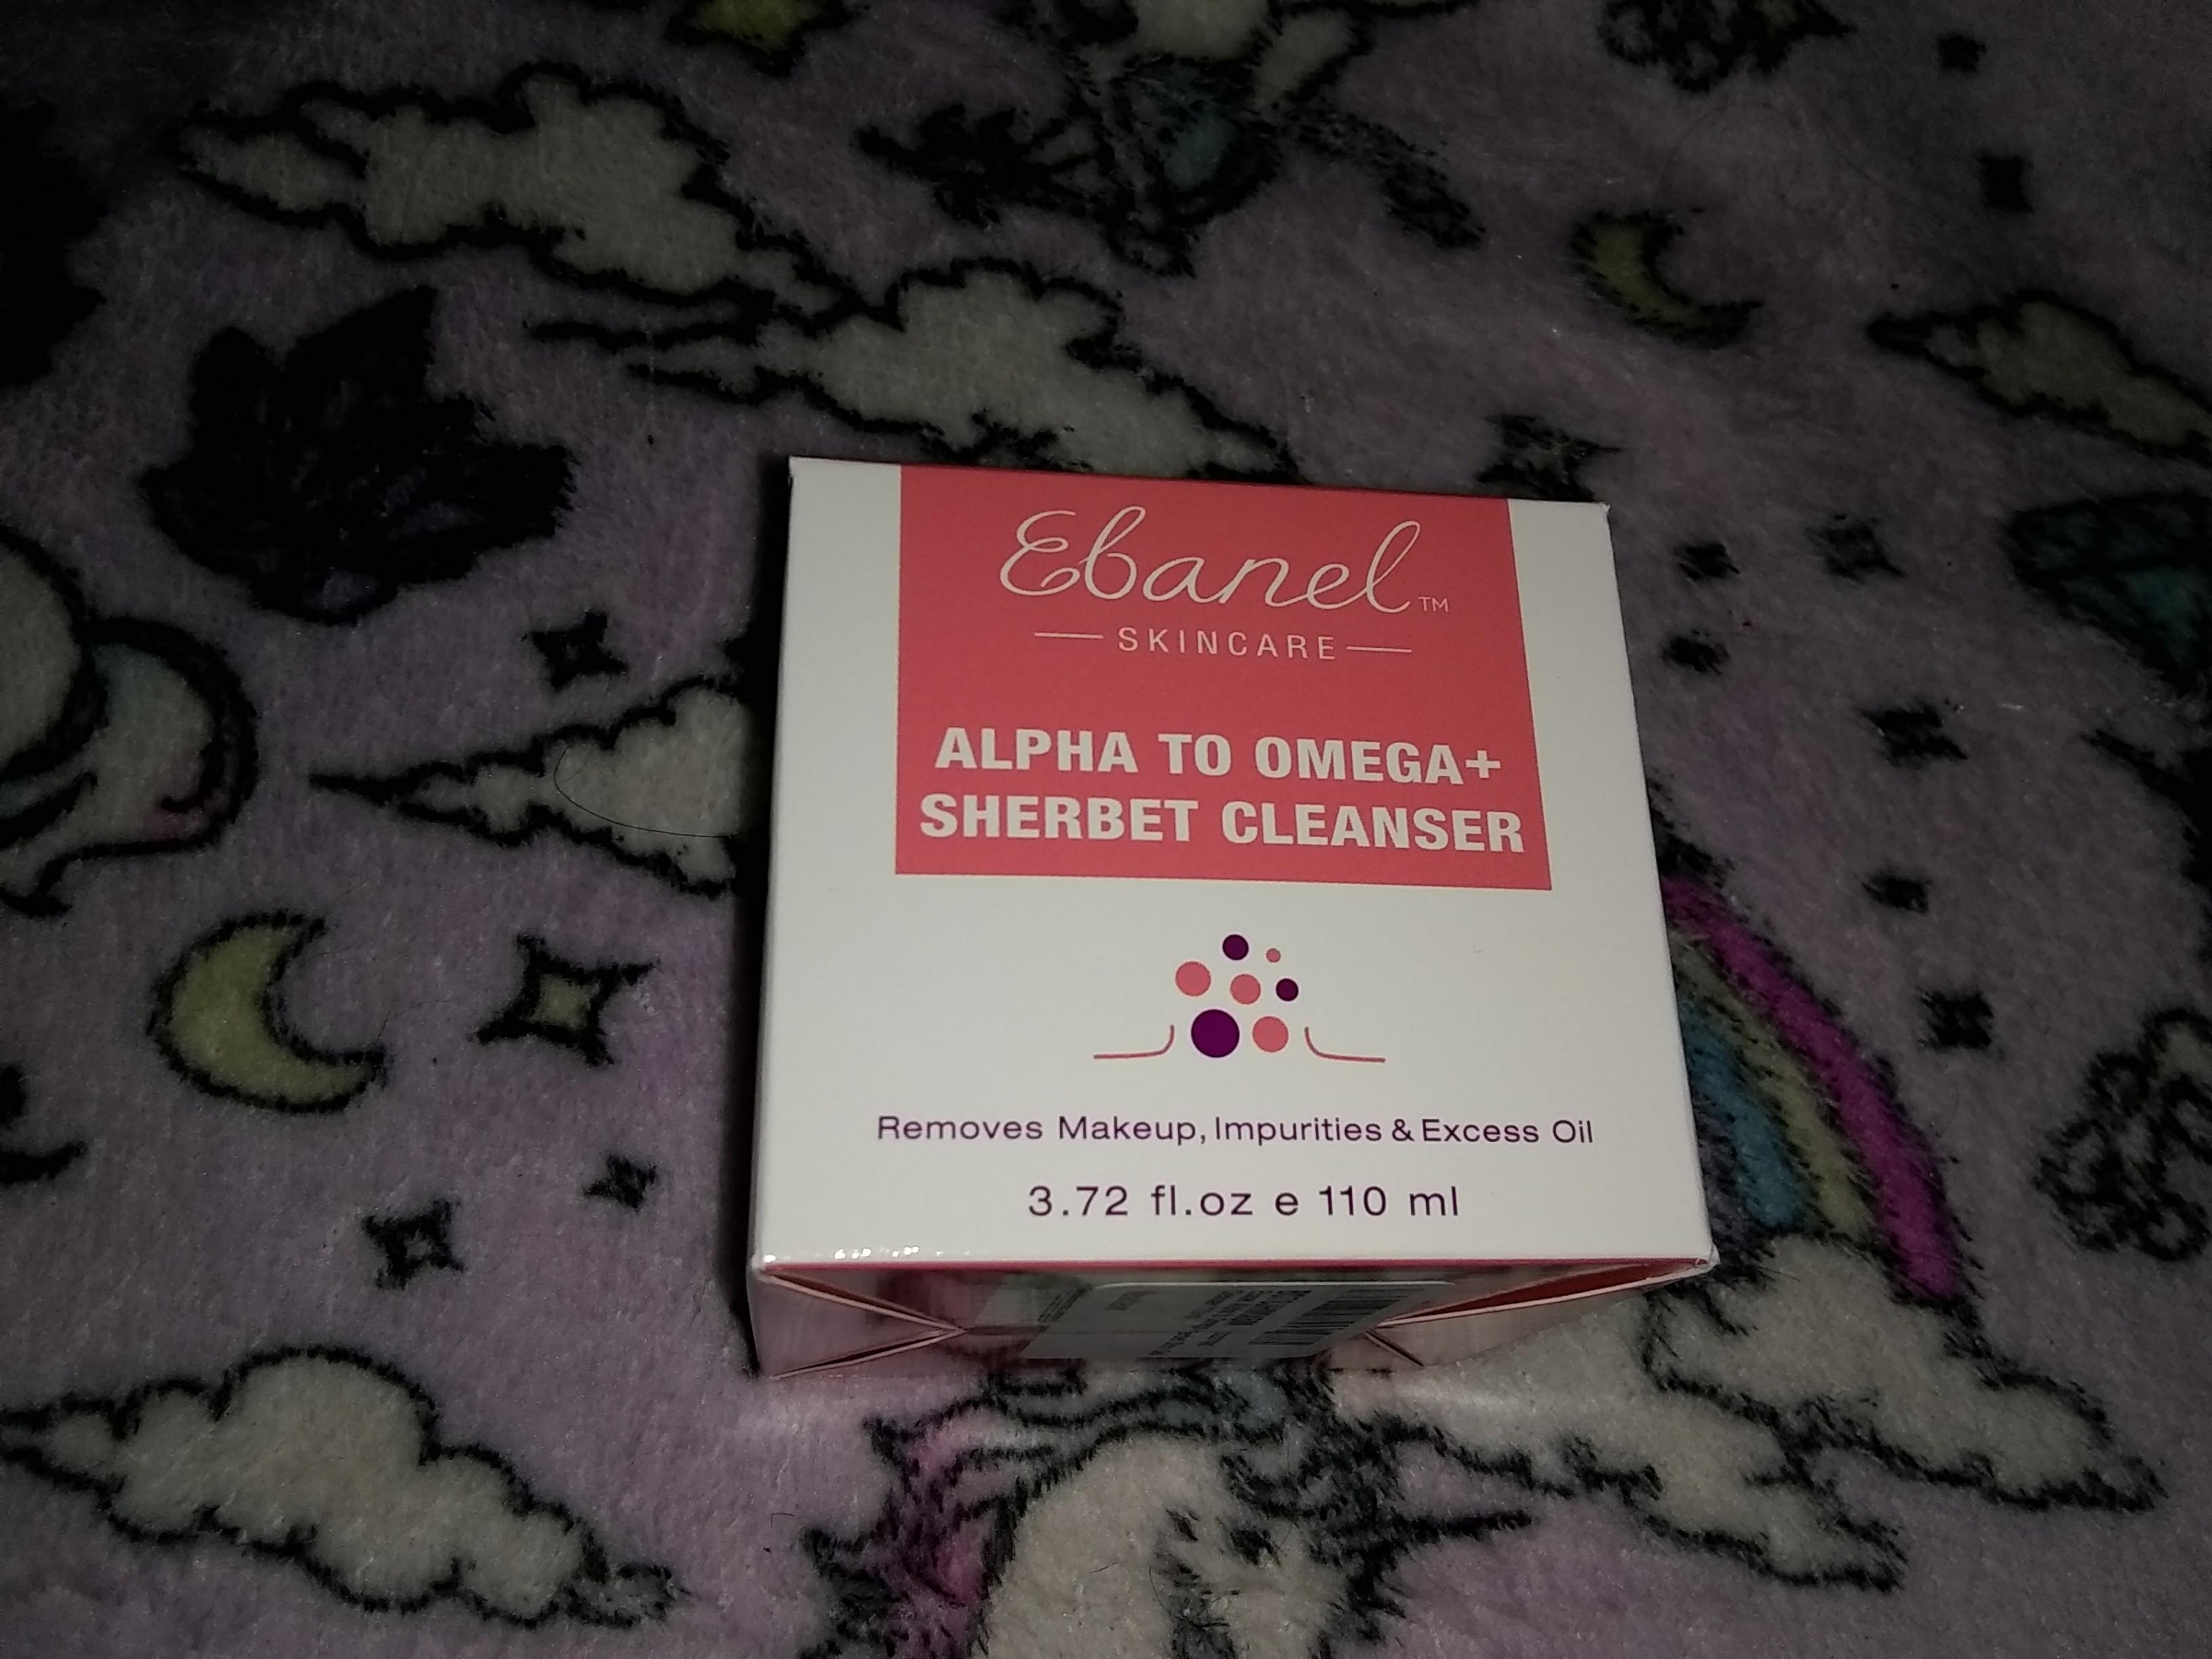 Ebanel™
SKINCARE
ALPHA TO OMEGA+
SHERBET CLEANSER
Removes Makeup, Impurities & Excess Oil
3.72 fl.oz e 110 ml